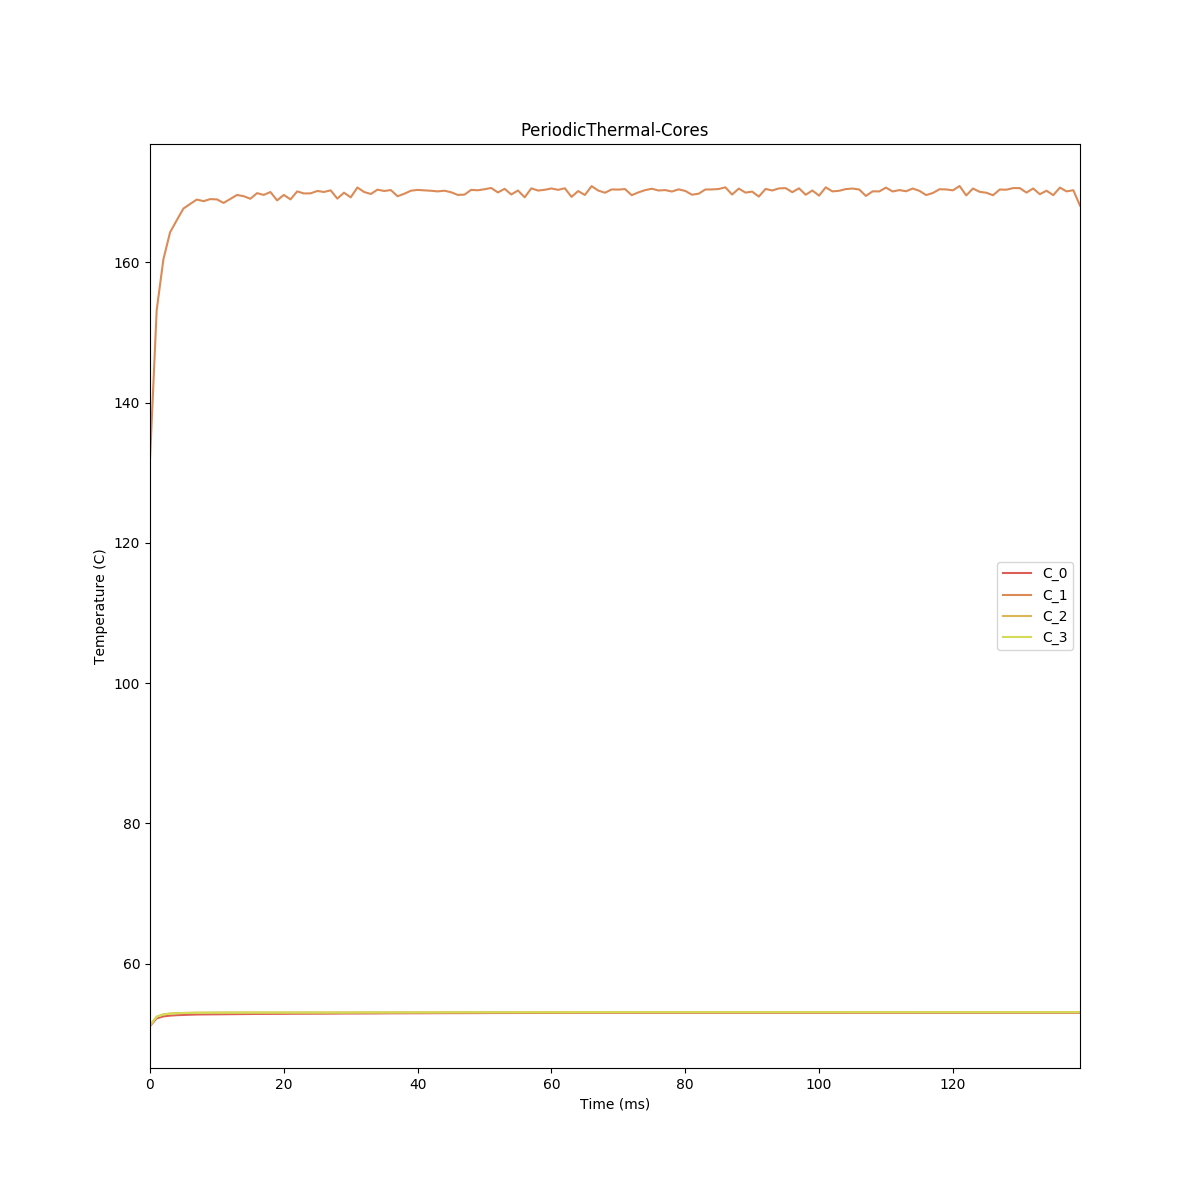 PeriodicThermal-Cores
160
140
120
100
80
60
Temperature (C)
C_0
C_1
C_2
C_3
0 20 40 60 80 100 120
Time (ms)